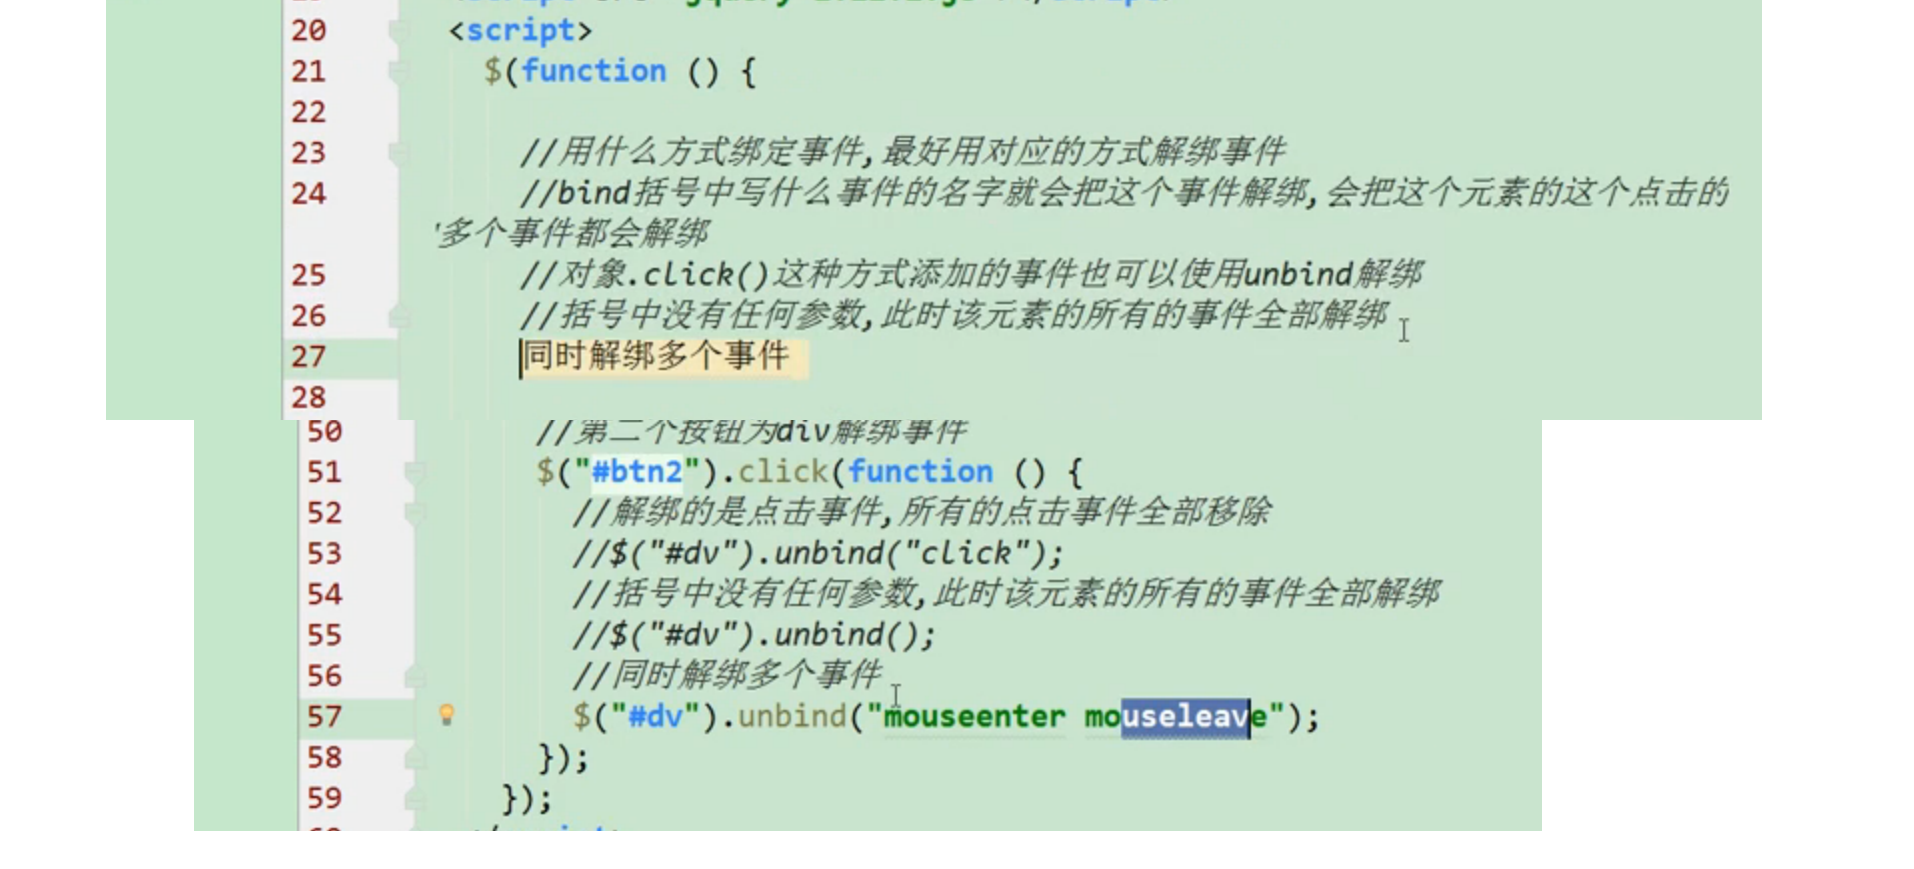 20 <script>
21 $(function () {
22
23 //用什么方式绑定事件,最好用对应的方式解绑事件
24 //bind括号中写什么事件的名字就会把这个事件解绑,会把这个元素的这个点击的
多个事件都会解绑
25 //对象.click()这种方式添加的事件也可以使用unbind解绑
26 //括号中没有任何参数,此时该元素的所有的事件全部解绑
27 同时解绑多个事件
28
50 //第二个按钮为div解绑事件
51 $("#btn2").click(function () {
52 //解绑的是点击事件,所有的点击事件全部移除
53 //$("#dv").unbind("click");
54 //括号中没有任何参数,此时该元素的所有的事件全部解绑
55 //$("#dv").unbind();
56 //同时解绑多个事件
57 $("#dv").unbind("mouseenter mouseleave");
58 });
59 });